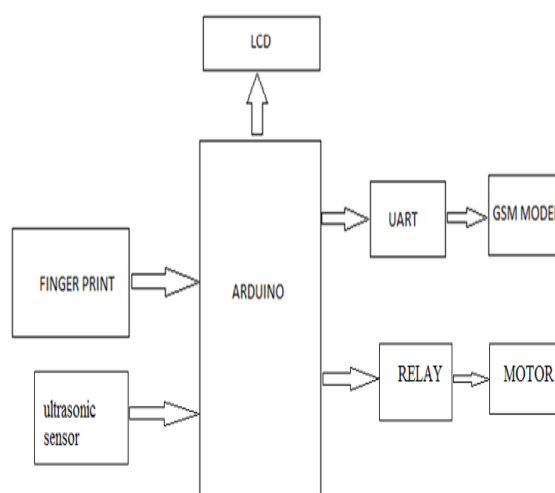 LCD
UART
GSM MODEM
FINGER PRINT
ARDUINO
RELAY
MOTOR
ultrasonic
sensor